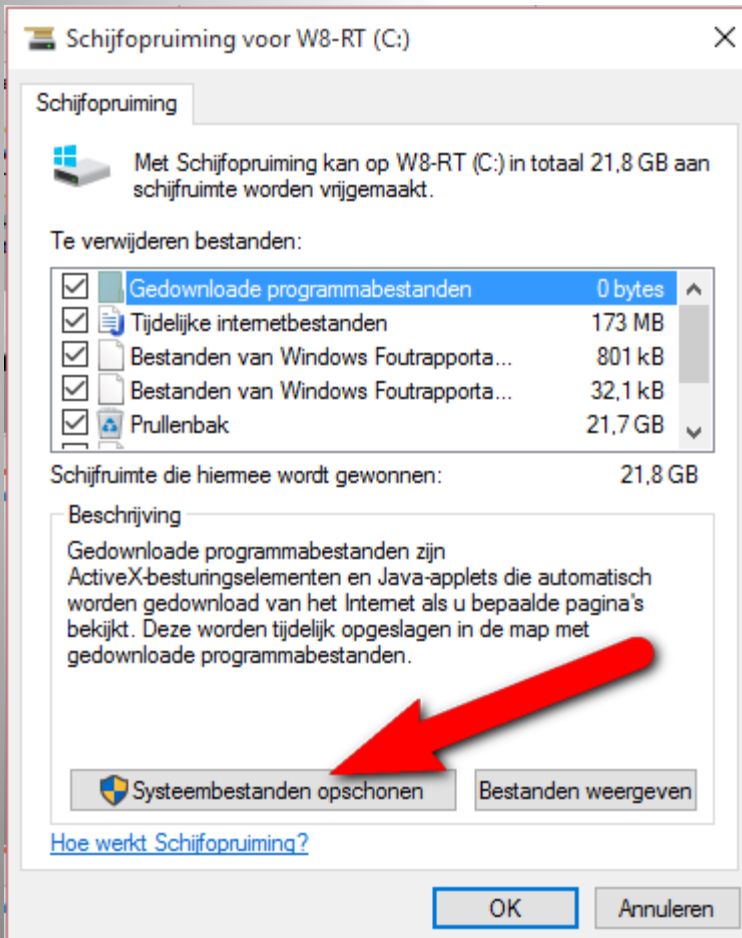 Schijfopruiming voor W8-RT (C:)
Schijfopruiming
Met Schijfopruiming kan op W8-RT (C:) in totaal 21,8 GB aan
schijfruimte worden vrijgemaakt.
Te verwijderen bestanden:
Gedownloade programmabestanden 0 bytes
Tijdelijke internetbestanden 173 MB
Bestanden van Windows Foutrapporta... 801 kB
Bestanden van Windows Foutrapporta... 32,1 kB
Prullenbak 21,7 GB
Schijfruimte die hiermee wordt gewonnen: 21,8 GB
Beschrijving
Gedownloade programmabestanden zijn
ActiveX-besturingselementen en Java-applets die automatisch
worden gedownload van het Internet als u bepaalde pagina's
bekijkt. Deze worden tijdelijk opgeslagen in de map met
gedownloade programmabestanden.
Systeembestanden opschonen Bestanden weergeven
Hoe werkt Schijfopruiming?
OK Annuleren